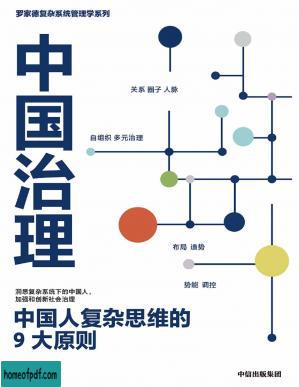 罗家德复杂系统管理学系列
中国治理
关系 圈子 人脉
自组织 多元治理
布局 造势
势能 调控
洞悉复杂系统下的中国人，
加强和创新社会治理
中国人复杂思维的
9 大原则
homeofpdf.com
中信出版集团